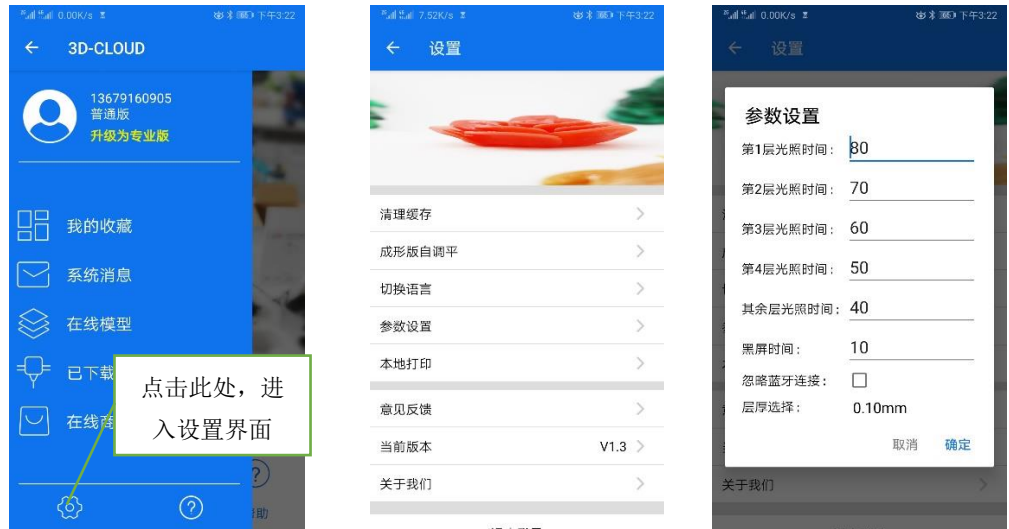 0.00K/s
下午3:22
3D-CLOUD
13679160905
普通版
升级为专业版
我的收藏
系统消息
在线模型
已下载
在线商
点击此处，进
入设置界面
?
?
帮助
7.52K/s
下午3:22
设置
清理缓存
成形版自调平
切换语言
参数设置
本地打印
意见反馈
当前版本 V1.3
关于我们
0.00K/s
下午3:22
设置
参数设置
第1层光照时间: 80
第2层光照时间: 70
第3层光照时间: 60
第4层光照时间: 50
其余层光照时间: 40
黑屏时间: 10
忽略蓝牙连接:
层厚选择: 0.10mm
取消 确定
关于我们